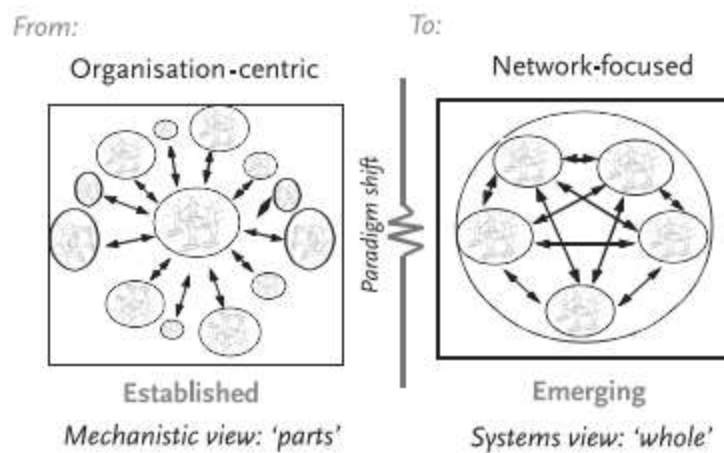 From:
To:
Organisation-centric
Network-focused
Paradigm shift
Established
Emerging
Mechanistic view: 'parts'
Systems view: 'whole'